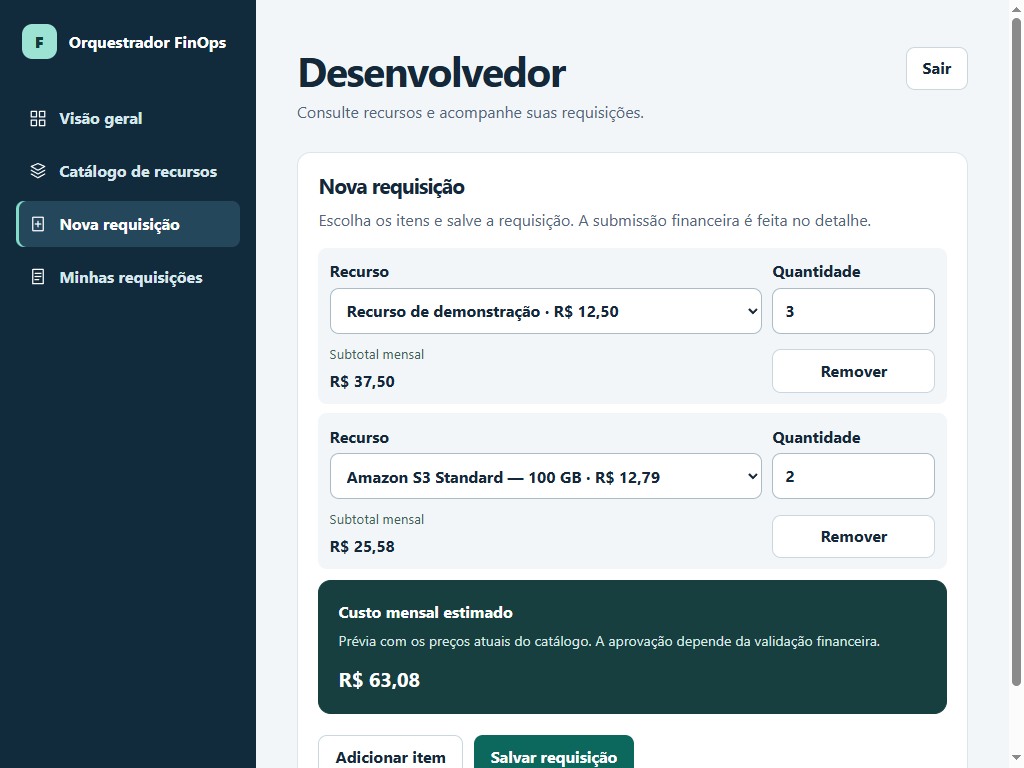 F
Orquestrador FinOps
Visão geral
Catálogo de recursos
Nova requisição
Minhas requisições
Desenvolvedor
Sair
Consulte recursos e acompanhe suas requisições.
Nova requisição
Escolha os itens e salve a requisição. A submissão financeira é feita no detalhe.
Recurso
Quantidade
Recurso de demonstração · R$ 12,50
3
Subtotal mensal
R$ 37,50
Remover
Recurso
Quantidade
Amazon S3 Standard — 100 GB · R$ 12,79
2
Subtotal mensal
R$ 25,58
Remover
Custo mensal estimado
Prévia com os preços atuais do catálogo. A aprovação depende da validação financeira.
R$ 63,08
Adicionar item
Salvar requisição